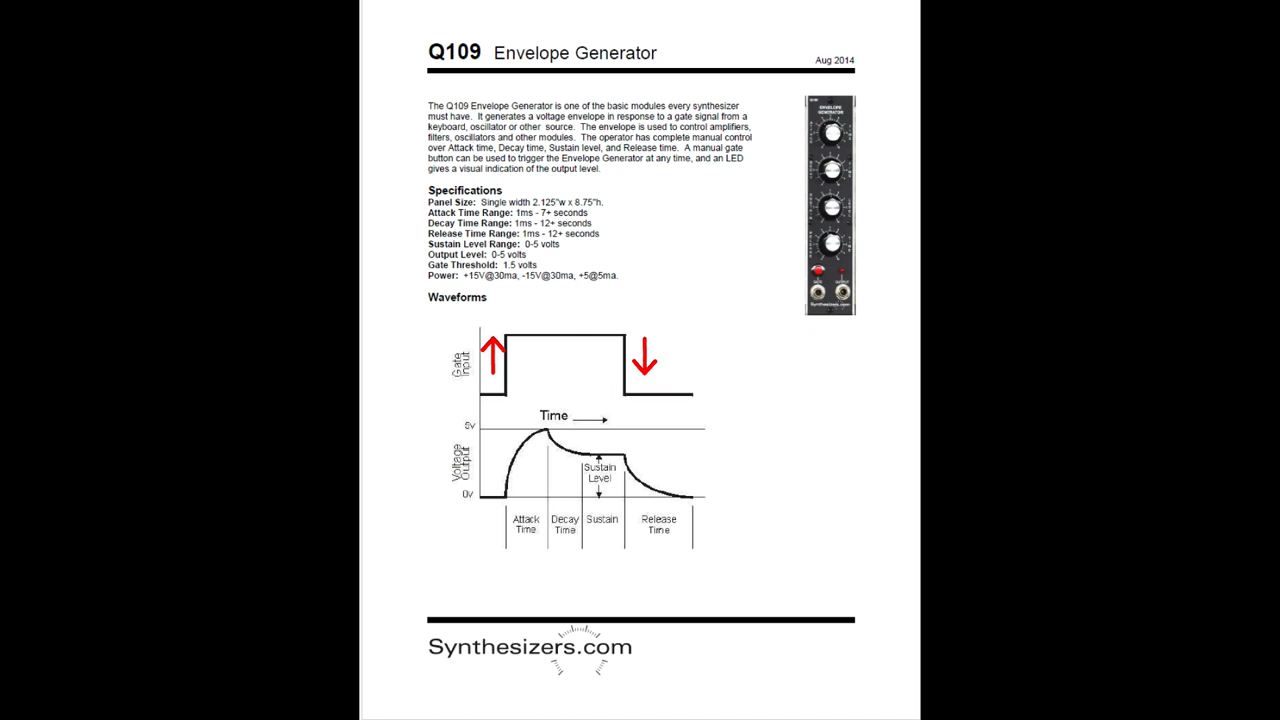 Q109 Envelope Generator
Aug 2014
The Q109 Envelope Generator is one of the basic modules every synthesizer
must have. It generates a voltage envelope in response to a gate signal from a
keyboard, oscillator or other source. The envelope is used to control amplifiers,
filters, oscillators and other modules. The operator has complete manual control
over Attack time, Decay time, Sustain level, and Release time. A manual gate
button can be used to trigger the Envelope Generator at any time, and an LED
gives a visual indication of the output level.
ENVELOPE
GENERATOR
GATE
OUTPUT
Synthesizers.com
Specifications
Panel Size: Single width 2.125"w x 8.75"h.
Attack Time Range: 1ms - 7+ seconds
Decay Time Range: 1ms - 12+ seconds
Release Time Range: 1ms - 12+ seconds
Sustain Level Range: 0-5 volts
Output Level: 0-5 volts
Gate Threshold: 1.5 volts
Power: +15V@30ma, -15V@30ma, +5@5ma.
Waveforms
Gate
Input
Time
5v
Voltage
Output
0v
Sustain
Level
Attack
Time
Decay
Time
Sustain
Release
Time
Synthesizers.com